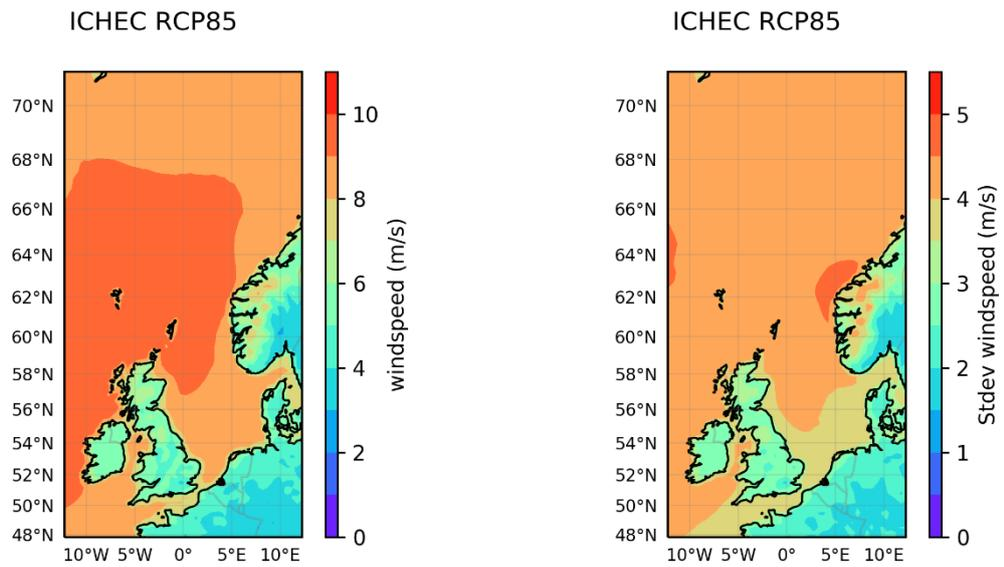 ICHEC RCP85
70°N
68°N
66°N
64°N
62°N
60°N
58°N
56°N
54°N
52°N
50°N
48°N
10°W 5°W 0° 5°E 10°E
10
8
6
4
2
0
windspeed (m/s)
ICHEC RCP85
70°N
68°N
66°N
64°N
62°N
60°N
58°N
56°N
54°N
52°N
50°N
48°N
10°W 5°W 0° 5°E 10°E
5
4
3
2
1
0
Stdev windspeed (m/s)